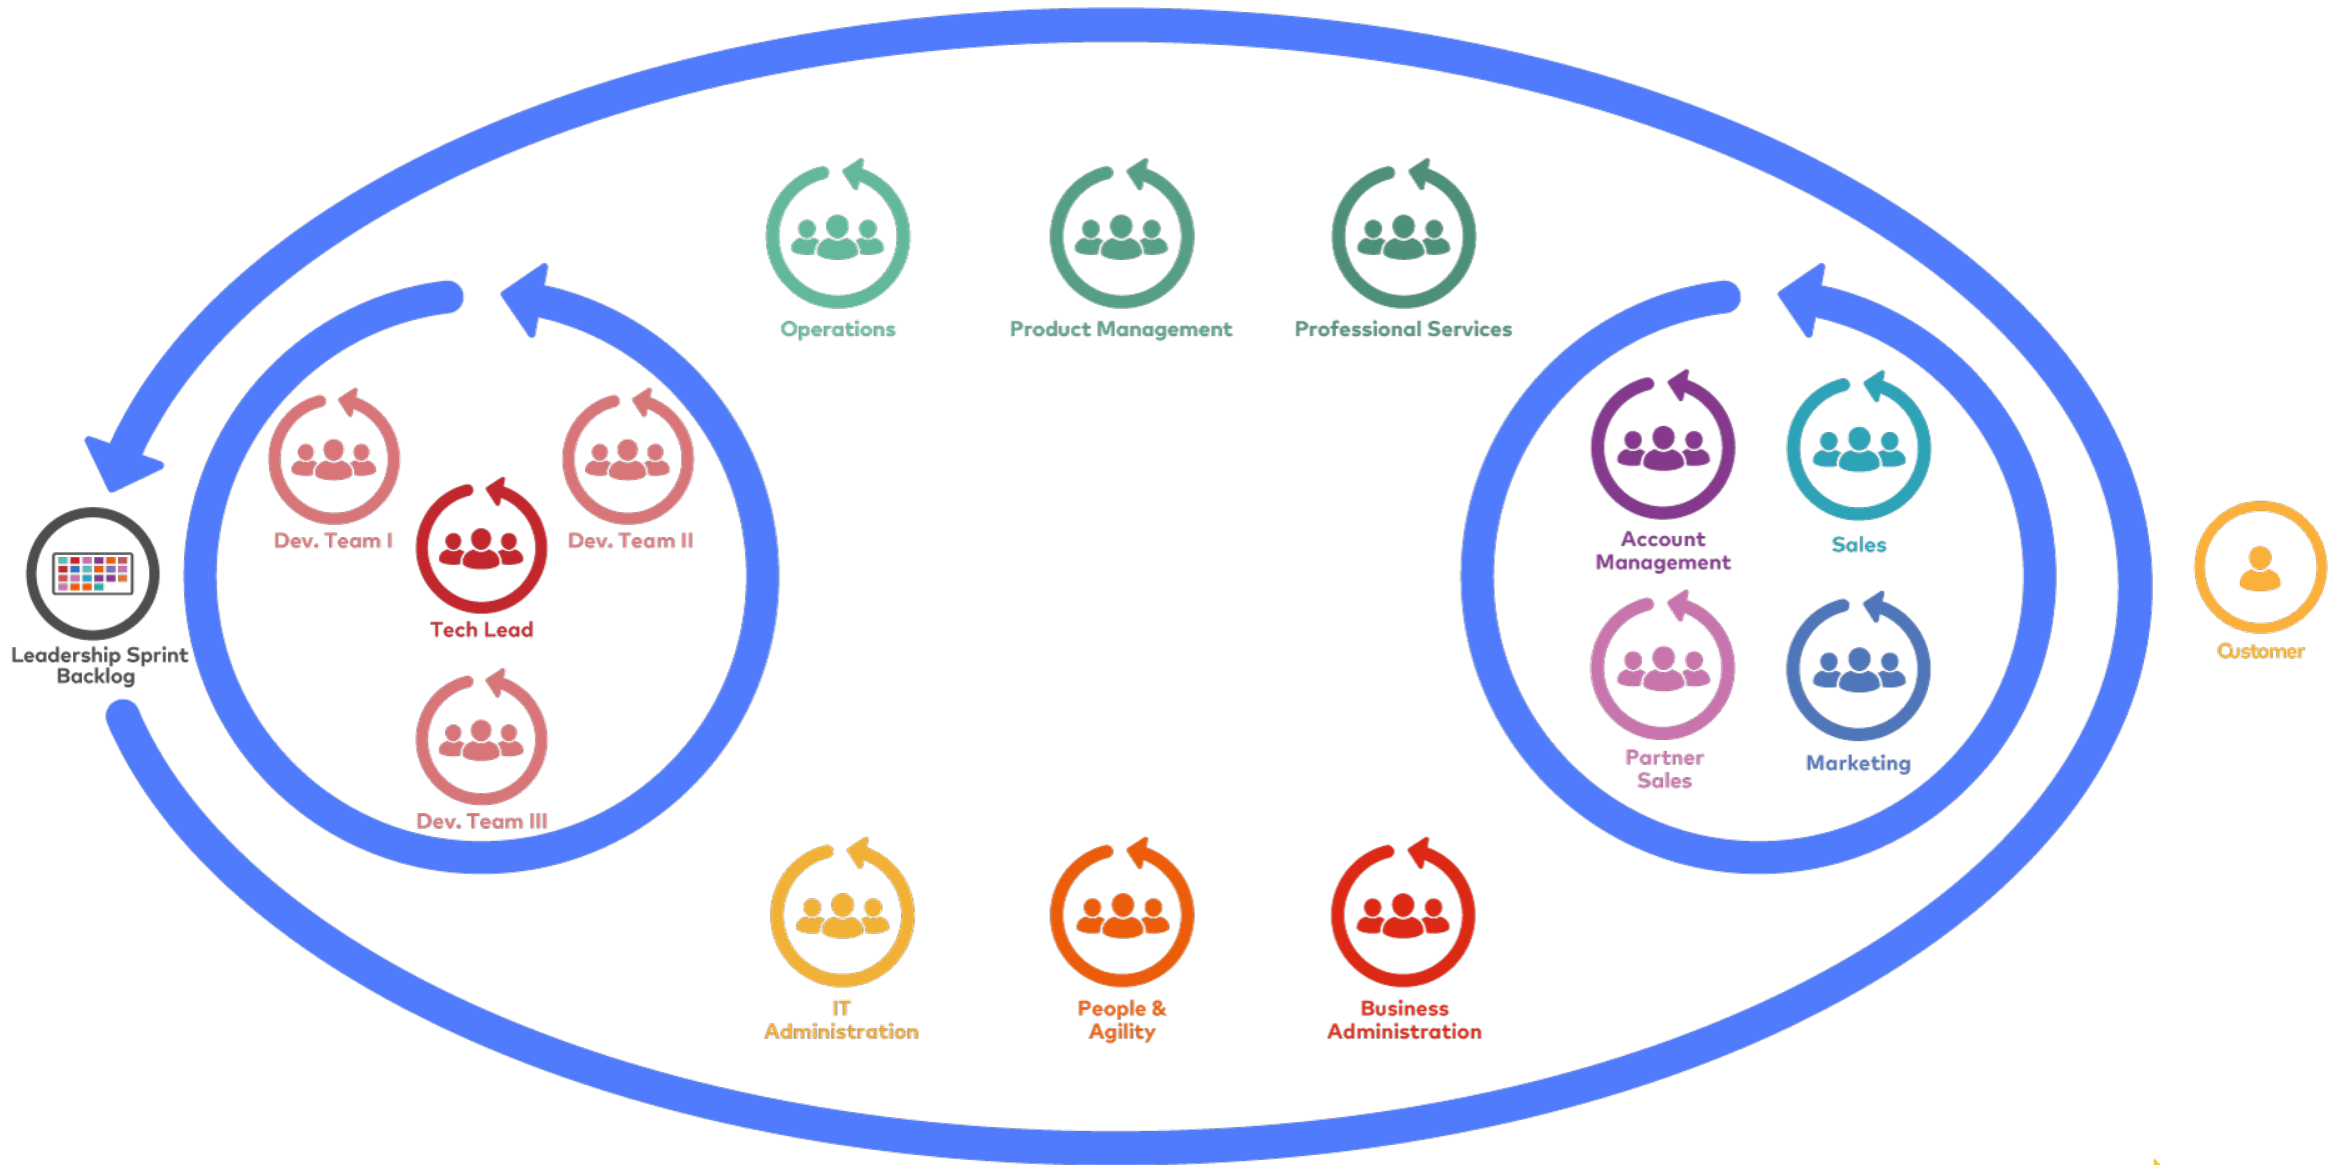 Operations
Product Management
Professional Services
Dev. Team I
Dev. Team II
Tech Lead
Dev. Team III
Leadership Sprint
Backlog
Account
Management
Sales
Partner
Sales
Marketing
Customer
IT
Administration
People &
Agility
Business
Administration